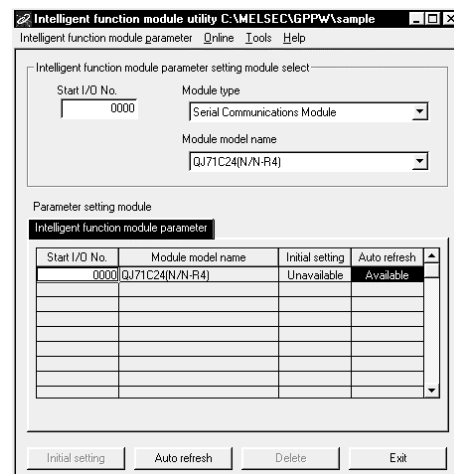 Intelligent function module utility C:\MELSEC\GPPW\sample
Intelligent function module parameter Online Tools Help
Intelligent function module parameter setting module select
Start I/O No. Module type
0000 Serial Communications Module
Module model name
QJ71C24(N/N-R4)
Parameter setting module
Intelligent function module parameter
Start I/O No. Module model name Initial setting Auto refresh
0000 QJ71C24(N/N-R4) Unavailable Available
Initial setting Auto refresh Delete Exit